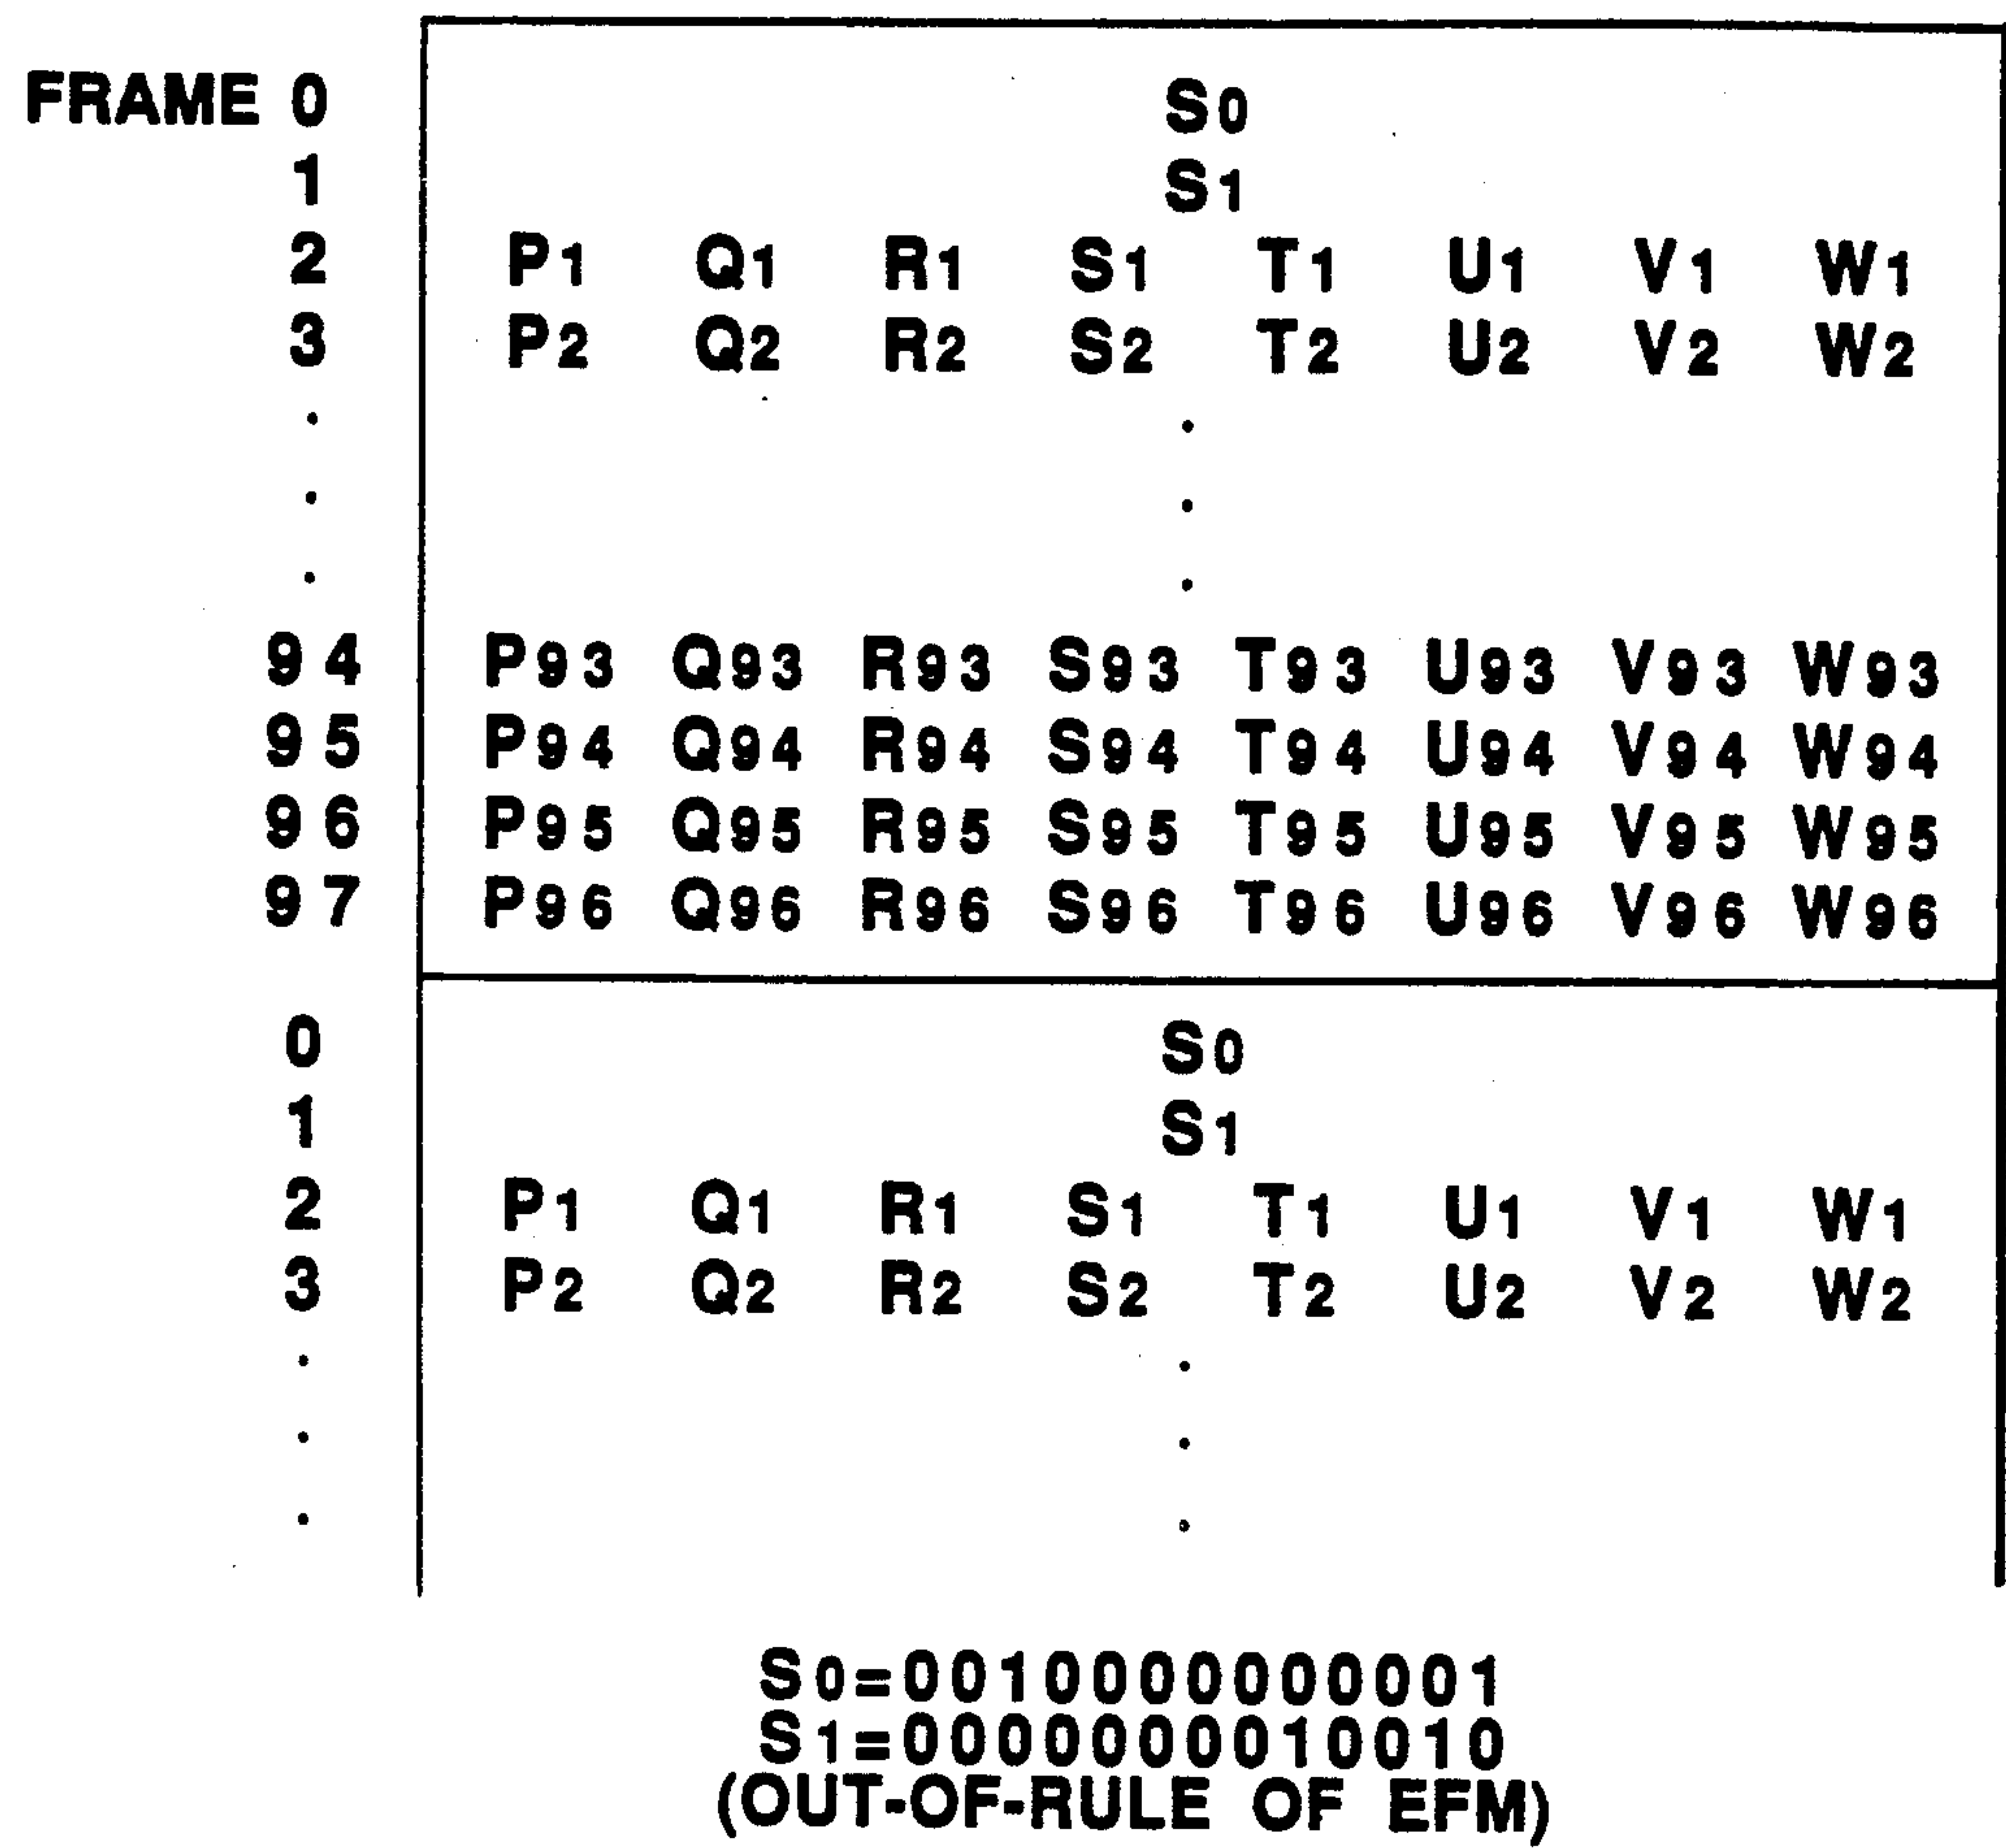 FRAME 0 S0
1 S1
2 P1 Q1 R1 S1 T1 U1 V1 W1
3 P2 Q2 R2 S2 T2 U2 V2 W2
94 P93 Q93 R93 S93 T93 U93 V93 W93
95 P94 Q94 R94 S94 T94 U94 V94 W94
96 P95 Q95 R95 S95 T95 U95 V95 W95
97 P96 Q96 R96 S96 T96 U96 V96 W96
0 S0
1 S1
2 P1 Q1 R1 S1 T1 U1 V1 W1
3 P2 Q2 R2 S2 T2 U2 V2 W2
S0=0010000000001
S1=0000000010010
(OUT-OF-RULE OF EFM)